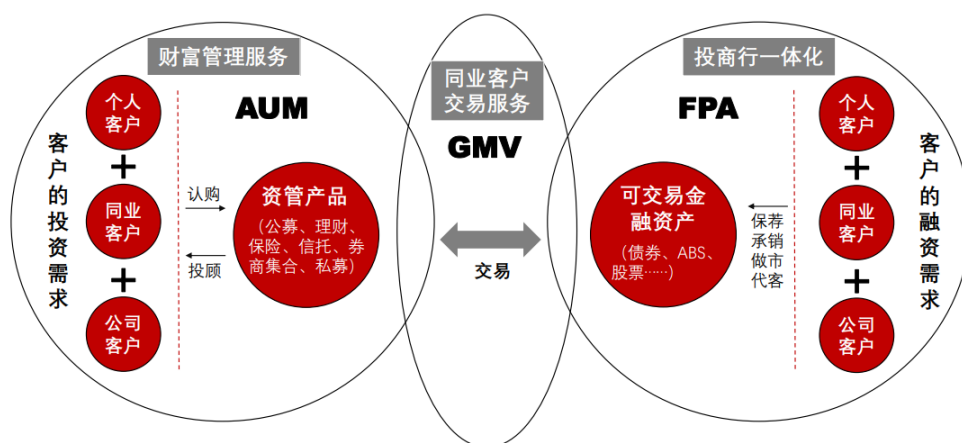 财富管理服务
AUM
客户的投资需求
个人
客户
+
同业
客户
+
公司
客户
认购
投顾
资管产品
（公募、理财、
保险、信托、券
商集合、私募）
同业客户
交易服务
GMV
交易
投商行一体化
FPA
可交易金
融资产
（债券、ABS、
股票……）
保荐
承销
做市
代客
个人
客户
+
同业
客户
+
公司
客户
客户的融资需求